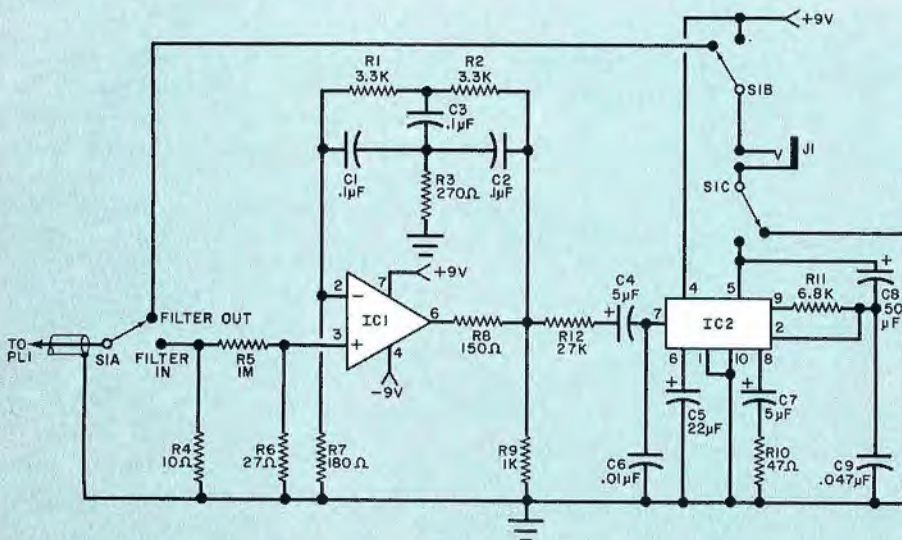 +9V
R1
3.3K
R2
3.3K
S1B
C3
.1µF
J1
C1
.1µF
R3
270Ω
C2
.1µF
S1C
+9V
7
2
-
IC1
6
3
+
4
-9V
R8
150Ω
R12
27K
C4
5µF
+
7
4
5
IC2
9
2
6
1
10
8
R11
6.8K
+
C8
50
µF
TO
PL1
S1A
FILTER OUT
FILTER
IN
R5
1M
R4
10Ω
R6
27Ω
R7
180Ω
R9
1K
C6
.01µF
+
C5
22µF
+
C7
5µF
R10
47Ω
C9
.047µF